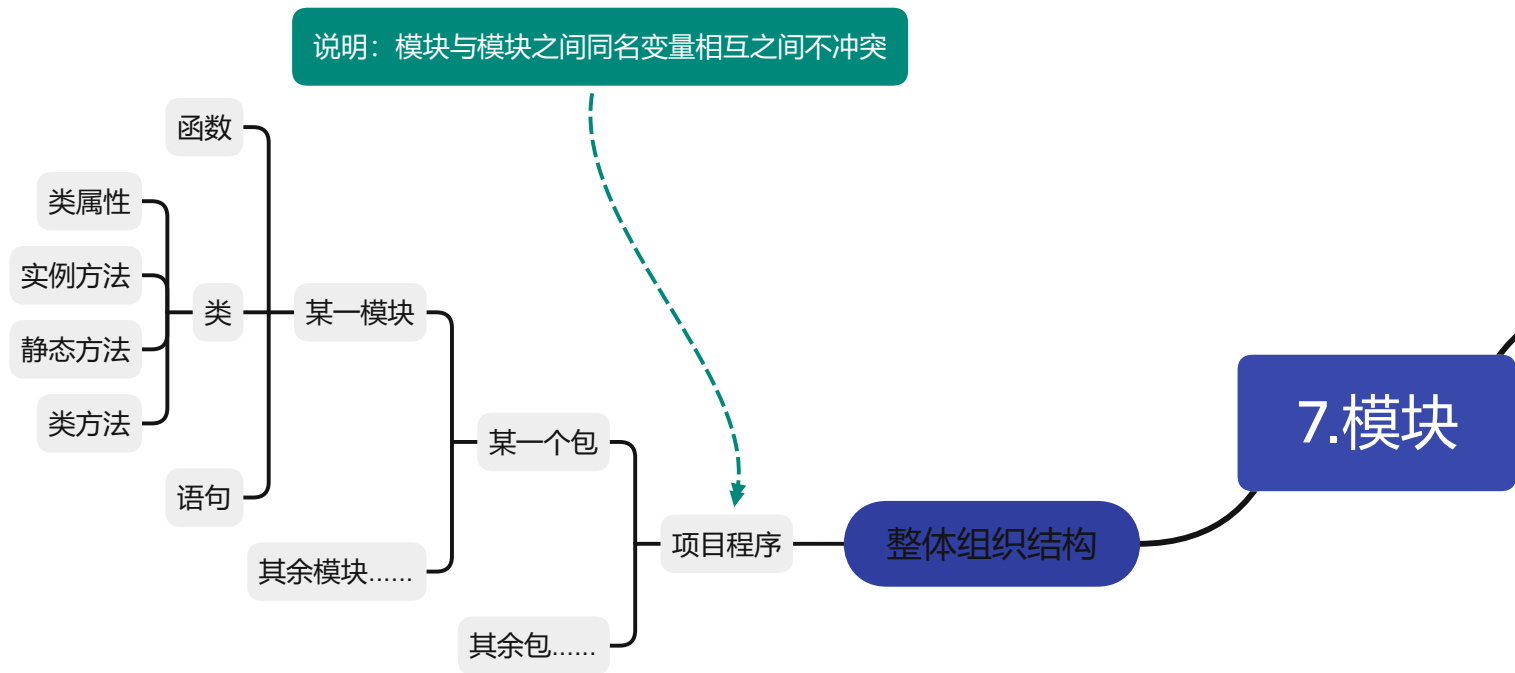 说明：模块与模块之间同名变量相互之间不冲突
函数
类属性
实例方法
类
某一模块
静态方法
7.模块
类方法
某一个包
语句
项目程序
整体组织结构
其余模块......
其余包......